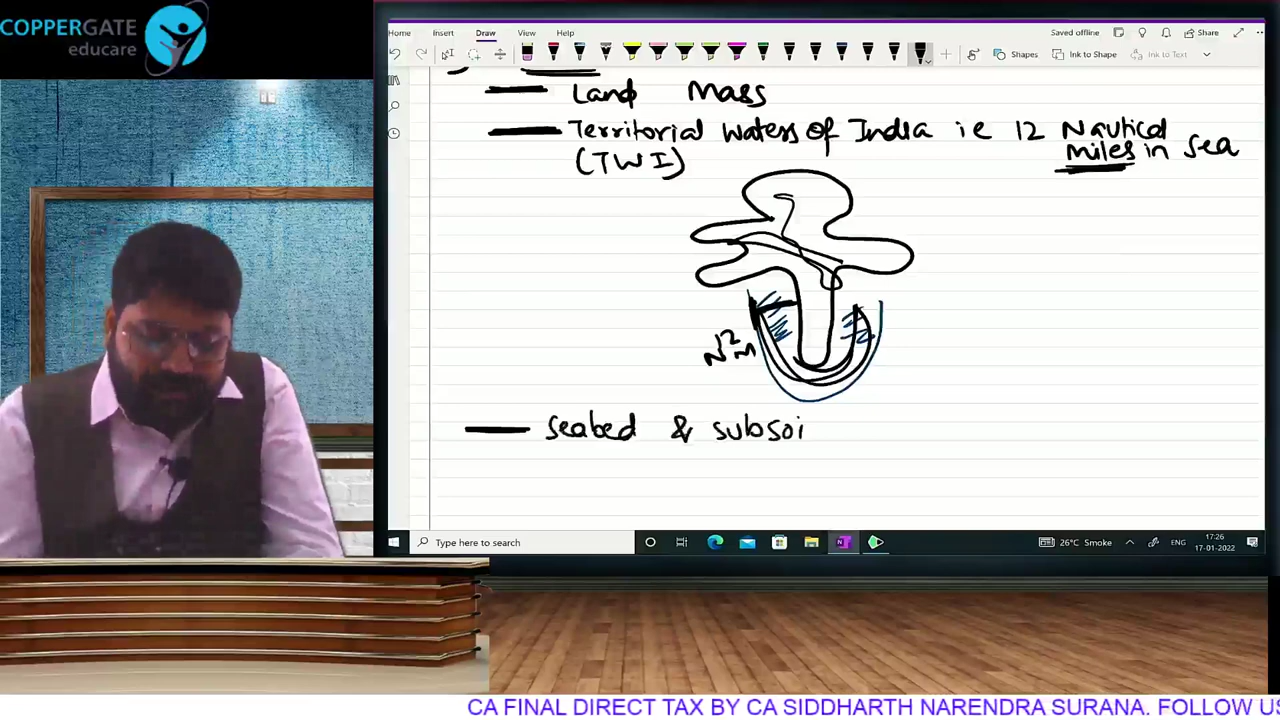 COPPERGATE
educare
Home Insert Draw View Help
Saved offline
Share
Shapes
Ink to Shape
Ink to Text
Land Mass
Territorial waters of India ie 12 Nautical
miles in sea
(TWI)
seabed & subsoi
Type here to search
26°C Smoke
ENG
17:26
17-01-2022
CA FINAL DIRECT TAX BY CA SIDDHARTH NARENDRA SURANA. FOLLOW US